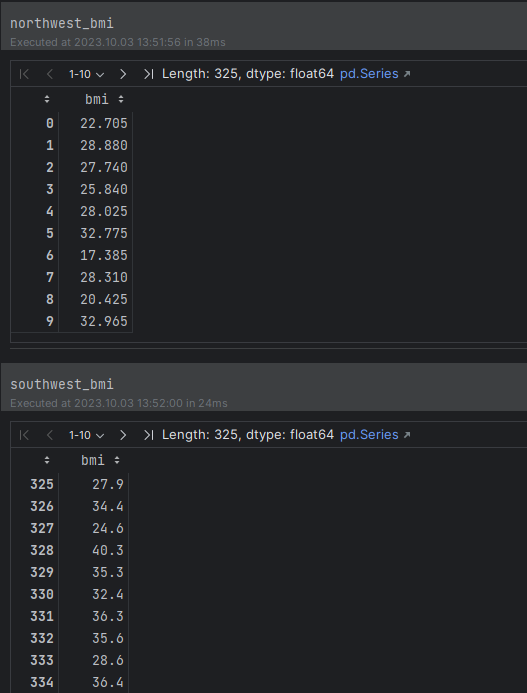 northwest_bmi
Executed at 2023.10.03 13:51:56 in 38ms
1-10 Length: 325, dtype: float64 pd.Series
bmi
0 22.705
1 28.880
2 27.740
3 25.840
4 28.025
5 32.775
6 17.385
7 28.310
8 20.425
9 32.965
southwest_bmi
Executed at 2023.10.03 13:52:00 in 24ms
1-10 Length: 325, dtype: float64 pd.Series
bmi
325 27.9
326 34.4
327 24.6
328 40.3
329 35.3
330 32.4
331 36.3
332 35.6
333 28.6
334 36.4